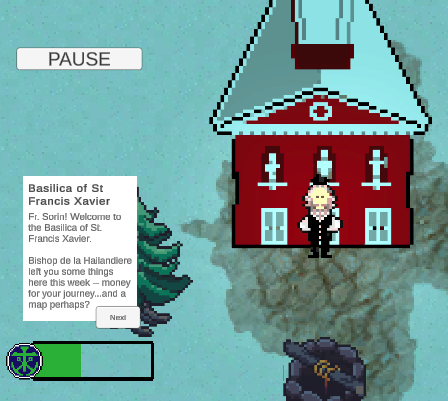 PAUSE
Basilica of St
Francis Xavier
Fr. Sorin! Welcome to
the Basilica of St.
Francis Xavier.
Bishop de la Hailandiere
left you some things
here this week – money
for your journey...and a
map perhaps?
Next